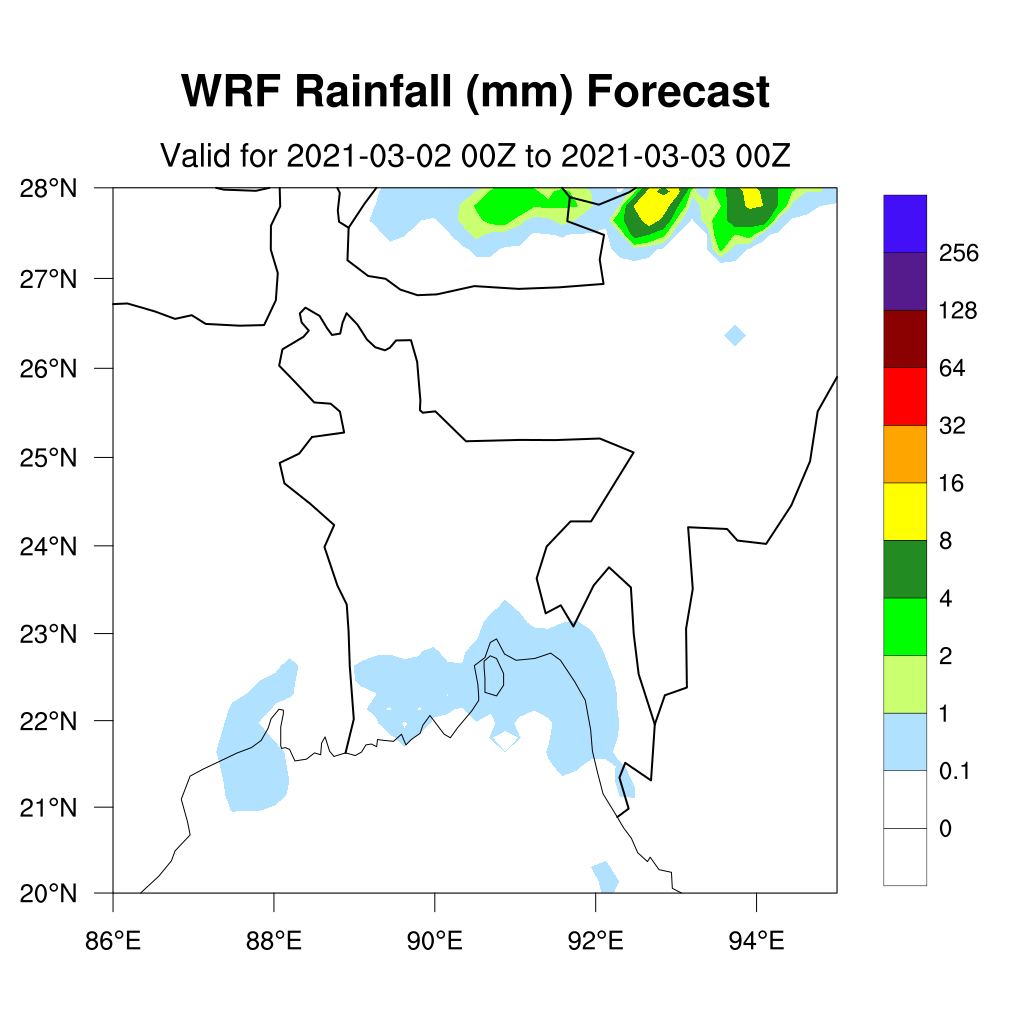 WRF Rainfall (mm) Forecast
Valid for 2021-03-02 00Z to 2021-03-03 00Z
28°N
27°N
26°N
25°N
24°N
23°N
22°N
21°N
20°N
86°E 88°E 90°E 92°E 94°E
256
128
64
32
16
8
4
2
1
0.1
0